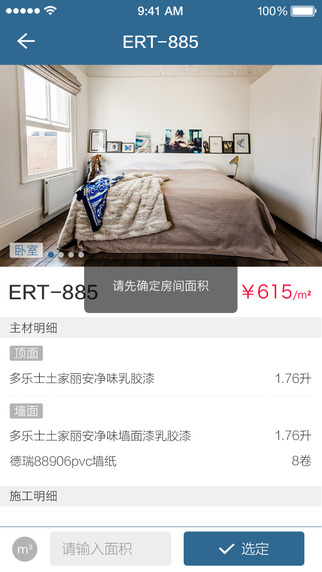 9:41 AM 100%
ERT-885
卧室
ERT-885
请先确定房间面积
¥615/m²
主材明细
顶面
多乐士土家丽安净味乳胶漆 1.76升
墙面
多乐士土家丽安净味墙面漆乳胶漆 1.76升
德瑞88906pvc墙纸 8卷
施工明细
m² 请输入面积 选定